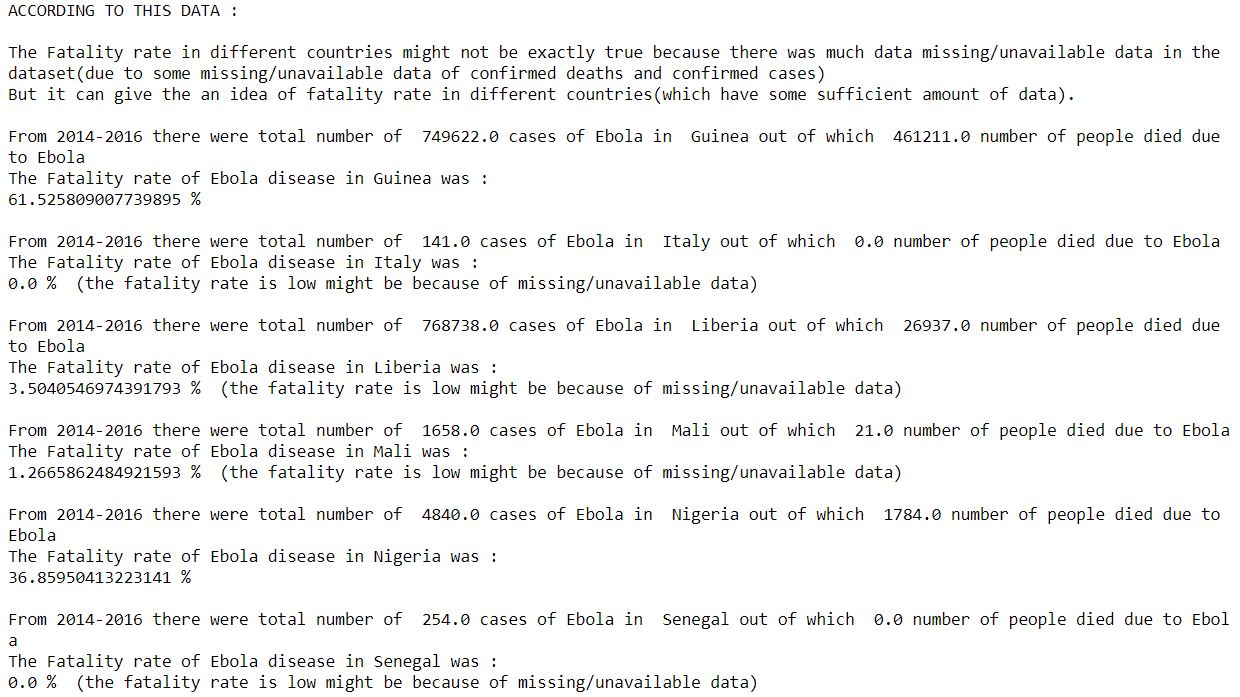 ACCORDING TO THIS DATA :
The Fatality rate in different countries might not be exactly true because there was much data missing/unavailable data in the
dataset(due to some missing/unavailable data of confirmed deaths and confirmed cases)
But it can give the an idea of fatality rate in different countries(which have some sufficient amount of data).
From 2014-2016 there were total number of  749622.0 cases of Ebola in  Guinea out of which  461211.0 number of people died due
to Ebola
The Fatality rate of Ebola disease in Guinea was :
61.525809007739895 %
From 2014-2016 there were total number of  141.0 cases of Ebola in  Italy out of which  0.0 number of people died due to Ebola
The Fatality rate of Ebola disease in Italy was :
0.0 %  (the fatality rate is low might be because of missing/unavailable data)
From 2014-2016 there were total number of  768738.0 cases of Ebola in  Liberia out of which  26937.0 number of people died due
to Ebola
The Fatality rate of Ebola disease in Liberia was :
3.5040546974391793 %  (the fatality rate is low might be because of missing/unavailable data)
From 2014-2016 there were total number of  1658.0 cases of Ebola in  Mali out of which  21.0 number of people died due to Ebola
The Fatality rate of Ebola disease in Mali was :
1.2665862484921593 %  (the fatality rate is low might be because of missing/unavailable data)
From 2014-2016 there were total number of  4840.0 cases of Ebola in  Nigeria out of which  1784.0 number of people died due to
Ebola
The Fatality rate of Ebola disease in Nigeria was :
36.85950413223141 %
From 2014-2016 there were total number of  254.0 cases of Ebola in  Senegal out of which  0.0 number of people died due to Ebol
a
The Fatality rate of Ebola disease in Senegal was :
0.0 %  (the fatality rate is low might be because of missing/unavailable data)